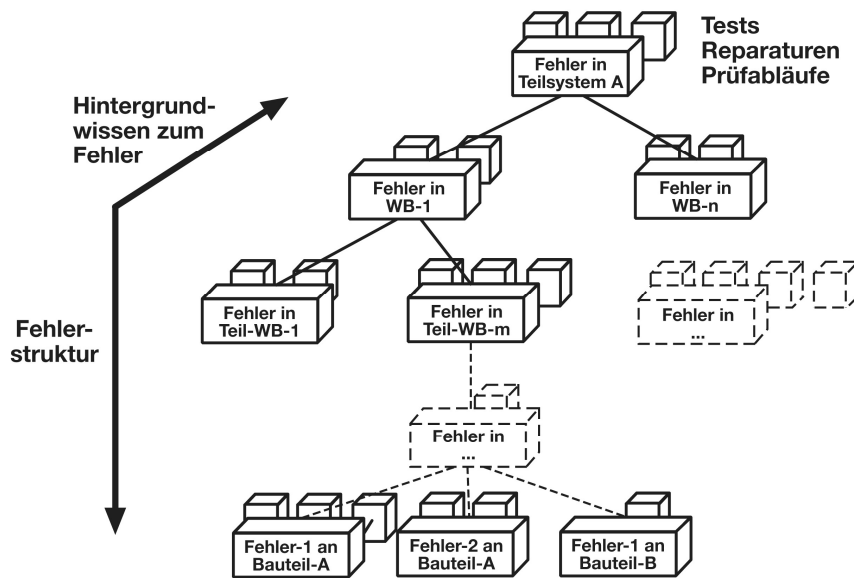 Tests
Reparaturen
Prüfabläufe
Fehler in
Teilsystem A
Hintergrund-
wissen zum
Fehler
Fehler in
WB-1
Fehler in
WB-n
Fehler in
Teil-WB-1
Fehler in
Teil-WB-m
Fehler in
...
Fehler-
struktur
Fehler in
...
Fehler-1 an
Bauteil-A
Fehler-2 an
Bauteil-A
Fehler-1 an
Bauteil-B